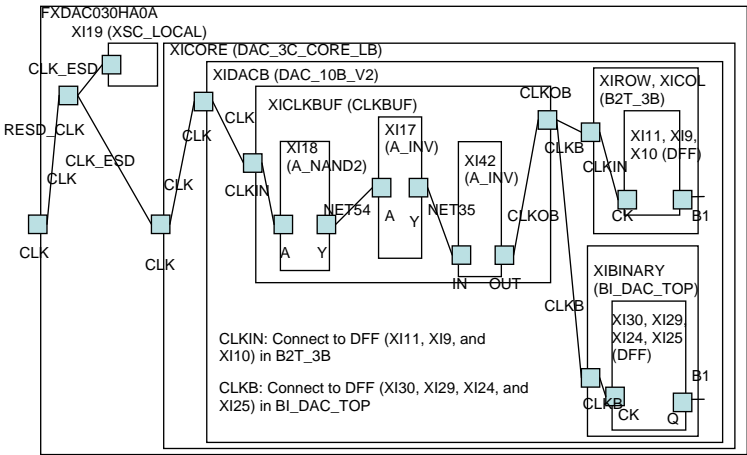 FXDAC030HA0A
XI19 (XSC_LOCAL)
XICORE (DAC_3C_CORE_LB)
CLK_ESD
XIDACB (DAC_10B_V2)
XIROW, XICOL
(B2T_3B)
CLKOB
XICLKBUF (CLKBUF)
CLK
CLK
RESD_CLK
XI18
(A_NAND2)
XI17
(A_INV)
XI42
(A_INV)
CLKB
XI11, XI9,
X10 (DFF)
CLK_ESD
CLKIN
CLK
CLK
CLKIN
NET54
A
Y
NET35
CLKOB
CK
B1
CLK
CLK
A
Y
IN
OUT
XIBINARY
(BI_DAC_TOP)
CLKB
XI30, XI29,
XI24, XI25
(DFF)
CLKIN: Connect to DFF (XI11, XI9, and
XI10) in B2T_3B
B1
CLKB: Connect to DFF (XI30, XI29, XI24, and
XI25) in BI_DAC_TOP
CLKB
CK
Q